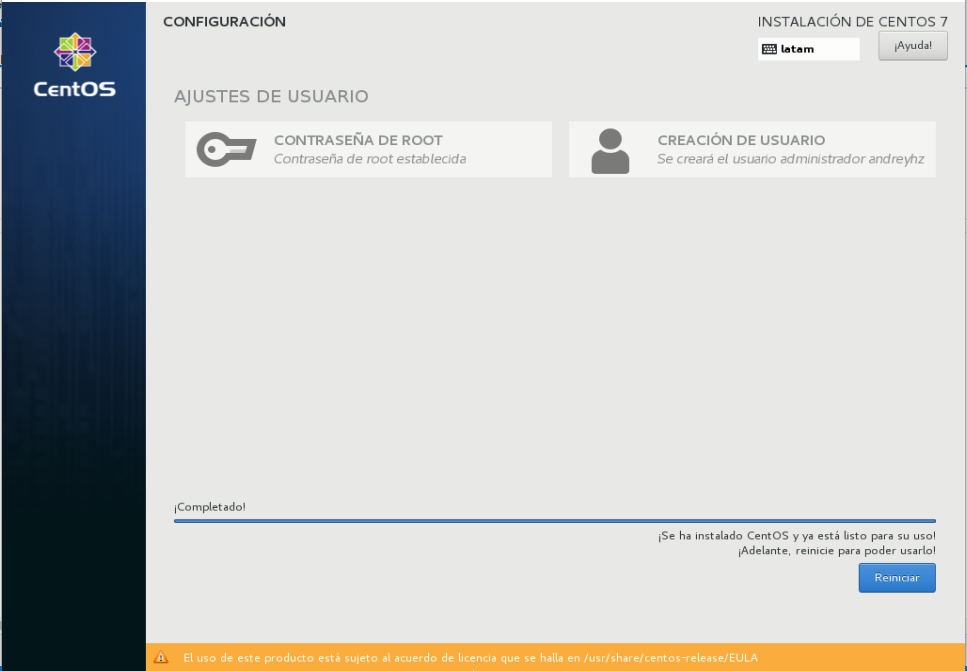 CONFIGURACIÓN
INSTALACIÓN DE CENTOS 7
latam
¡Ayuda!
CentOS
AJUSTES DE USUARIO
CONTRASEÑA DE ROOT
Contraseña de root establecida
CREACIÓN DE USUARIO
Se creará el usuario administrador andreyhz
¡Completado!
¡Se ha instalado CentOS y ya está listo para su uso!
¡Adelante, reinicie para poder usarlo!
Reiniciar
El uso de este producto está sujeto al acuerdo de licencia que se halla en /usr/share/centos-release/EULA